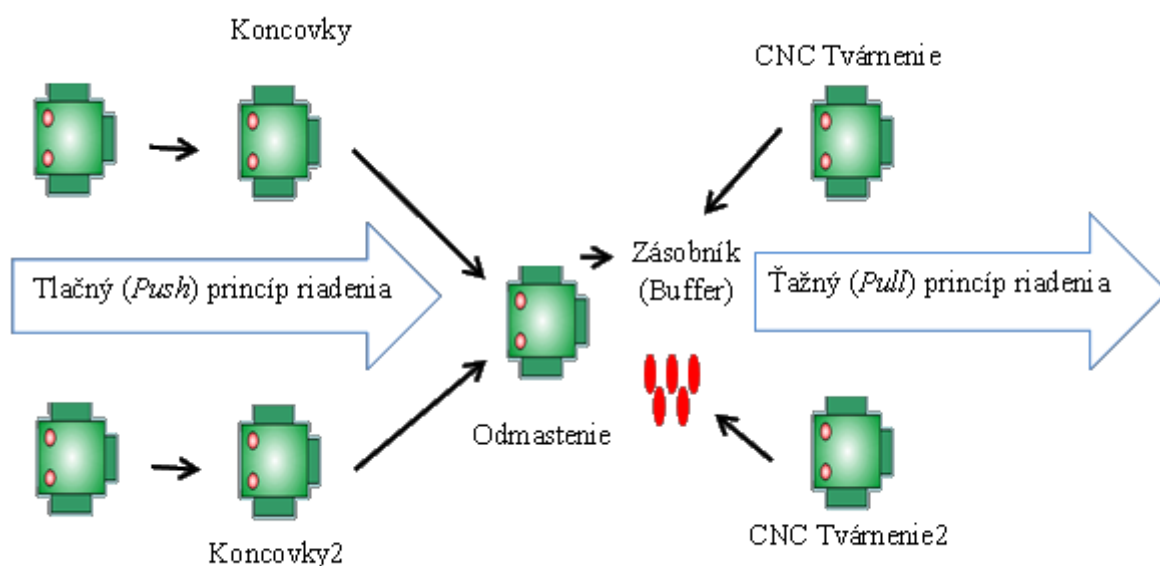 Koncovky
CNC Tvárnenie
Tlačný (Push) princíp riadenia
Zásobník
(Buffer)
Ťažný (Pull) princíp riadenia
Odmastenie
Koncovky2
CNC Tvárnenie2